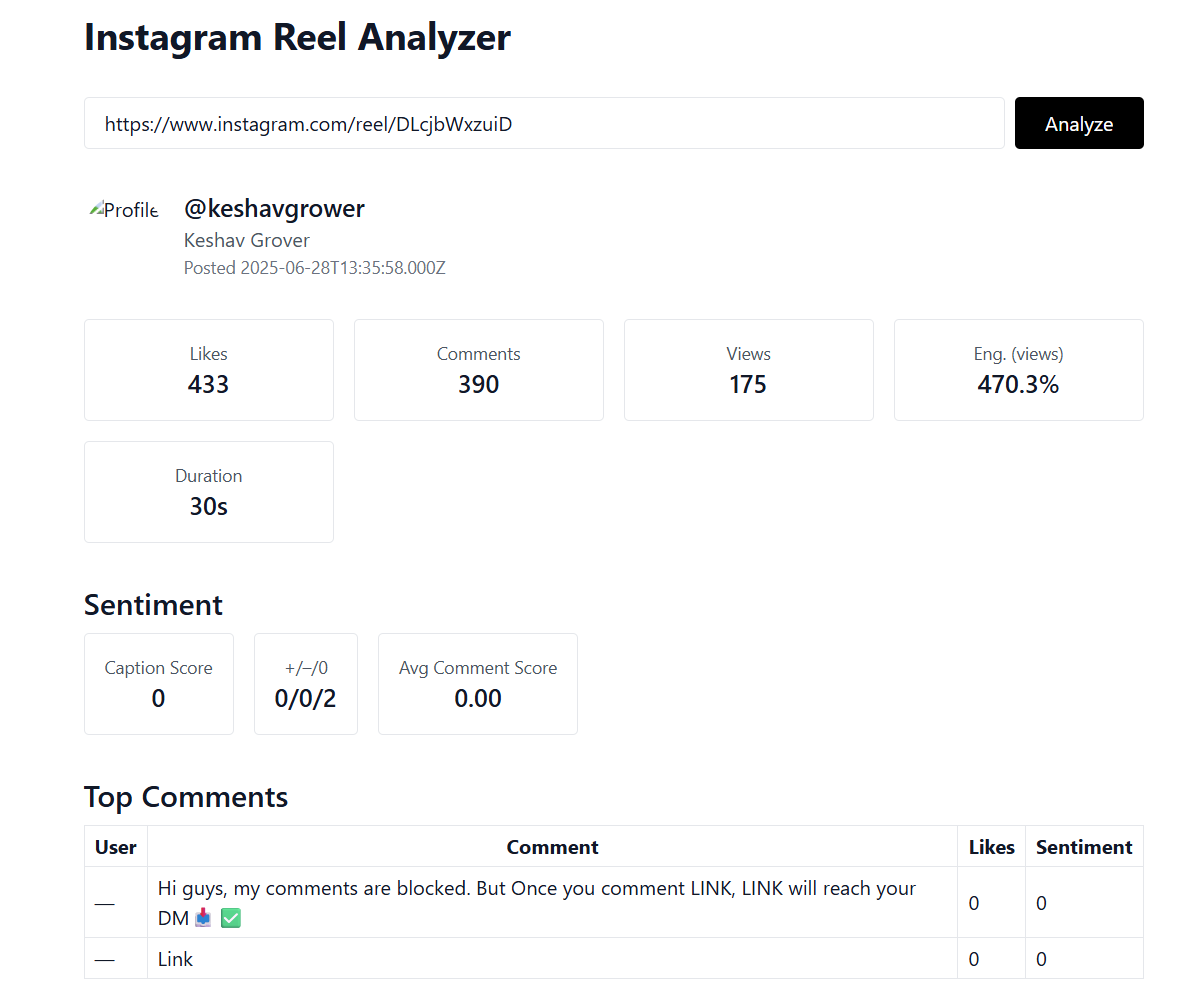 Instagram Reel Analyzer
https://www.instagram.com/reel/DLcjbWxzuiD
Analyze
Profile
@keshavgrower
Keshav Grover
Posted 2025-06-28T13:35:58.000Z
Likes
433
Comments
390
Views
175
Eng. (views)
470.3%
Duration
30s
Sentiment
Caption Score
0
+/−/0
0/0/2
Avg Comment Score
0.00
Top Comments
User Comment Likes Sentiment
— Hi guys, my comments are blocked. But Once you comment LINK, LINK will reach your 0 0
DM 📥 ✅
— Link 0 0